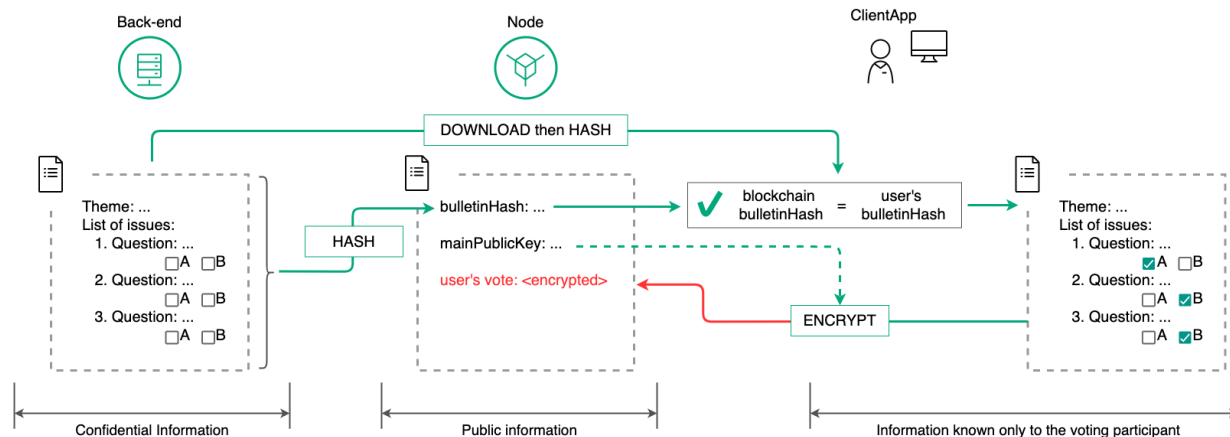 Back-end
Node
ClientApp
DOWNLOAD then HASH
Theme: ...
List of issues:
1. Question: ...
A B
2. Question: ...
A B
3. Question: ...
A B
HASH
bulletinHash: ...
mainPublicKey: ...
user's vote: <encrypted>
blockchain bulletinHash = user's bulletinHash
ENCRYPT
Theme: ...
List of issues:
1. Question: ...
A B
2. Question: ...
A B
3. Question: ...
A B
Confidential Information
Public information
Information known only to the voting participant